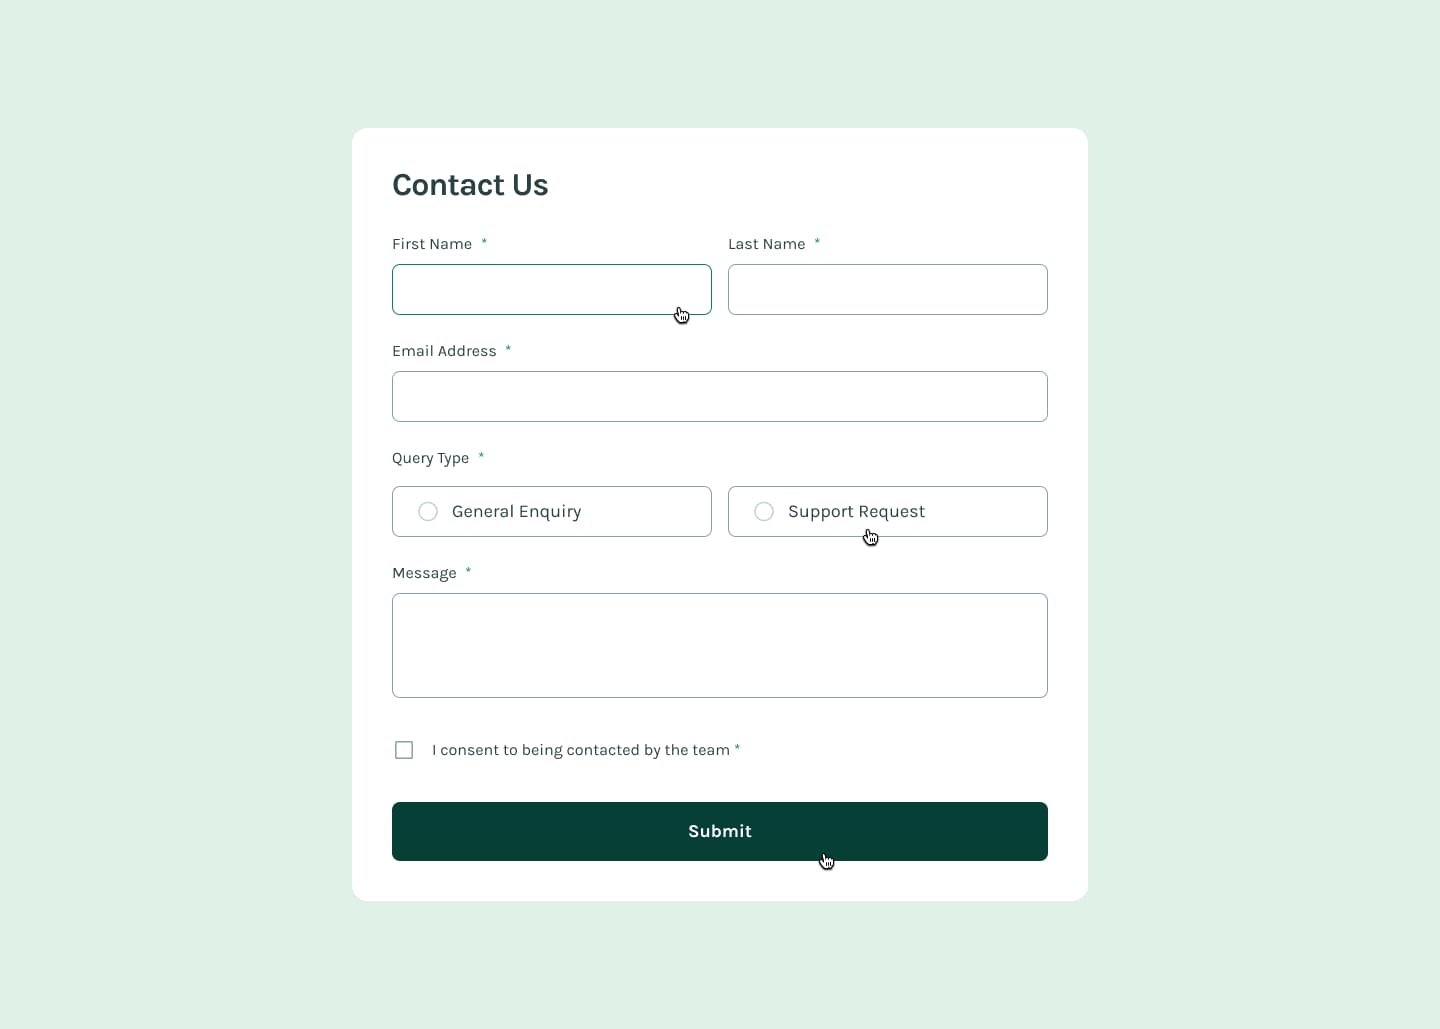 Contact Us
First Name *
Last Name *
Email Address *
Query Type *
General Enquiry
Support Request
Message *
I consent to being contacted by the team *
Submit